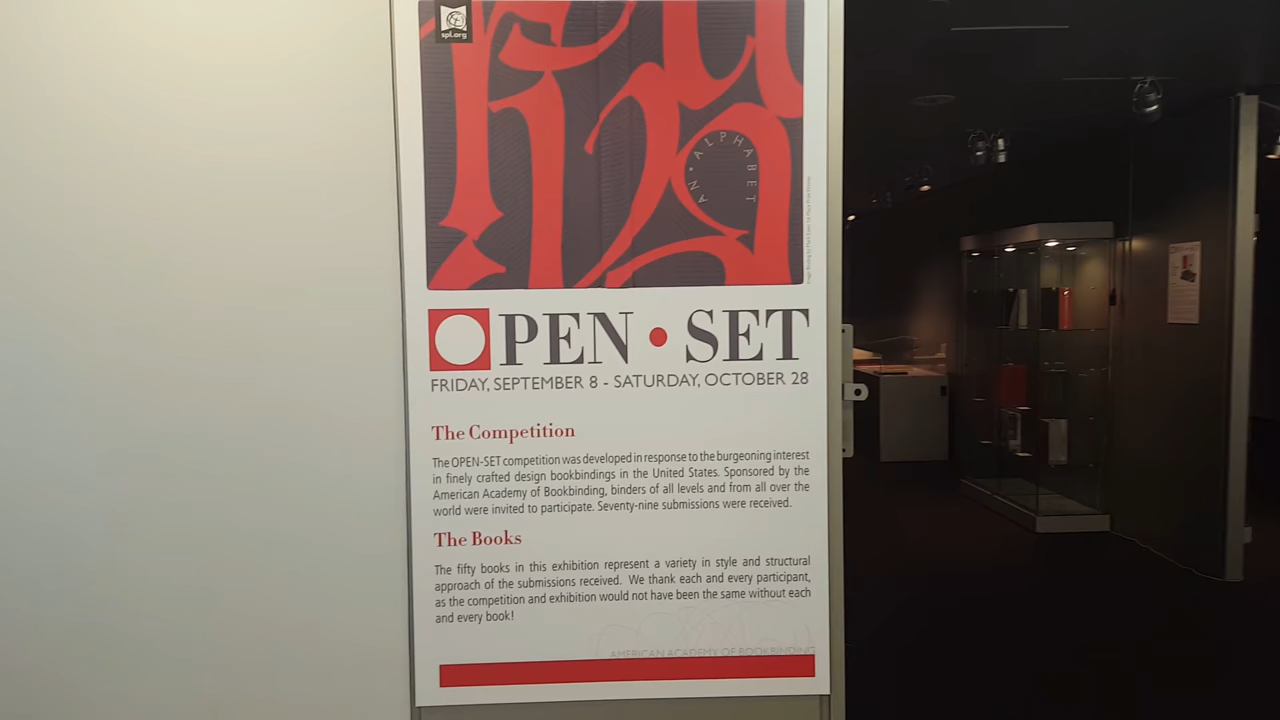 spl.org
AN • ALPHABET
OPEN • SET
FRIDAY, SEPTEMBER 8 - SATURDAY, OCTOBER 28
The Competition
The OPEN-SET competition was developed in response to the burgeoning interest
in finely crafted design bookbindings in the United States. Sponsored by the
American Academy of Bookbinding, binders of all levels and from all over the
world were invited to participate. Seventy-nine submissions were received.
The Books
The fifty books in this exhibition represent a variety in style and structural
approach of the submissions received. We thank each and every participant,
as the competition and exhibition would not have been the same without each
and every book!
AMERICAN ACADEMY OF BOOKBINDING